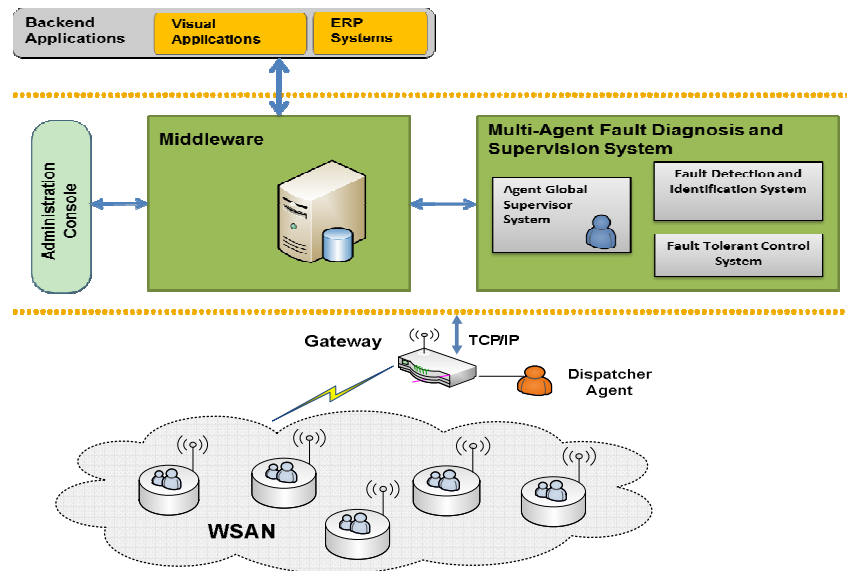 Backend
Applications
Visual
Applications
ERP
Systems
Administration
Console
Middleware
Multi-Agent Fault Diagnosis and
Supervision System
Agent Global
Supervisor
System
Fault Detection and
Identification System
Fault Tolerant Control
System
Gateway
TCP/IP
Dispatcher
Agent
WSAN